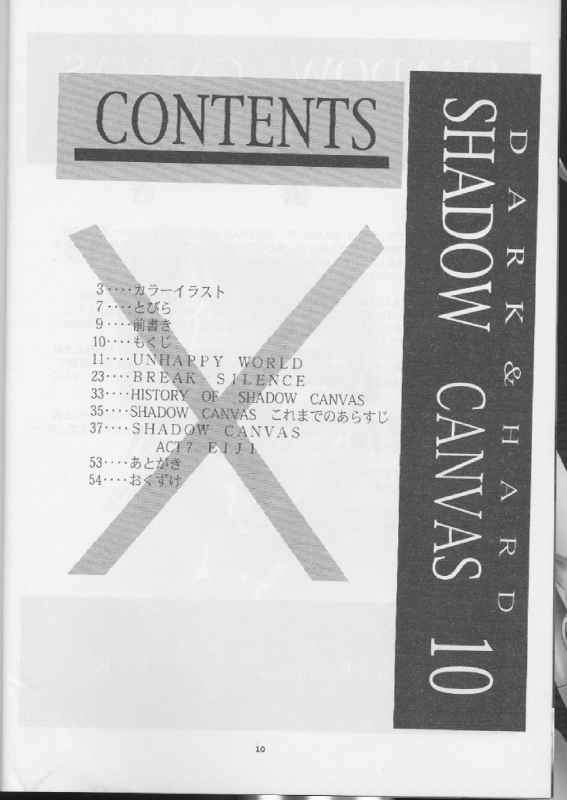 CONTENTS
3‥‥カラーイラスト
7‥‥とびら
9‥‥前書き
10‥‥もくじ
11‥‥UNHAPPY WORLD
23‥‥BREAK SILENCE
33‥‥HISTORY OF SHADOW CANVAS
35‥‥SHADOW CANVAS これまでのあらすじ
37‥‥SHADOW CANVAS
ACT7 EIJI
53‥‥あとがき
54‥‥おくずけ
DARK & HARD
SHADOW CANVAS 10
10